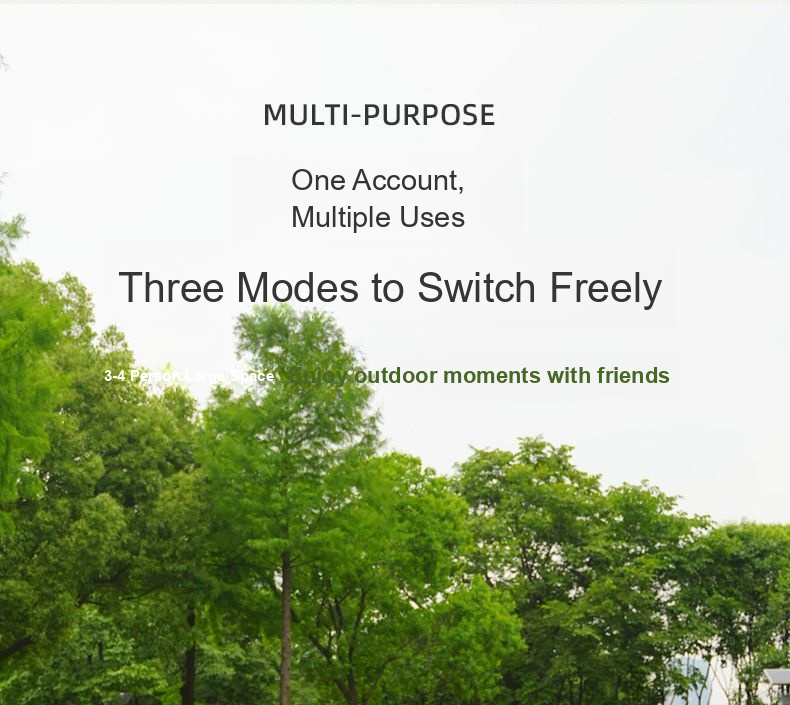 MULTI-PURPOSE
One Account,
Multiple Uses
Three Modes to Switch Freely
3-4 Person Large Space Enjoy outdoor moments with friends